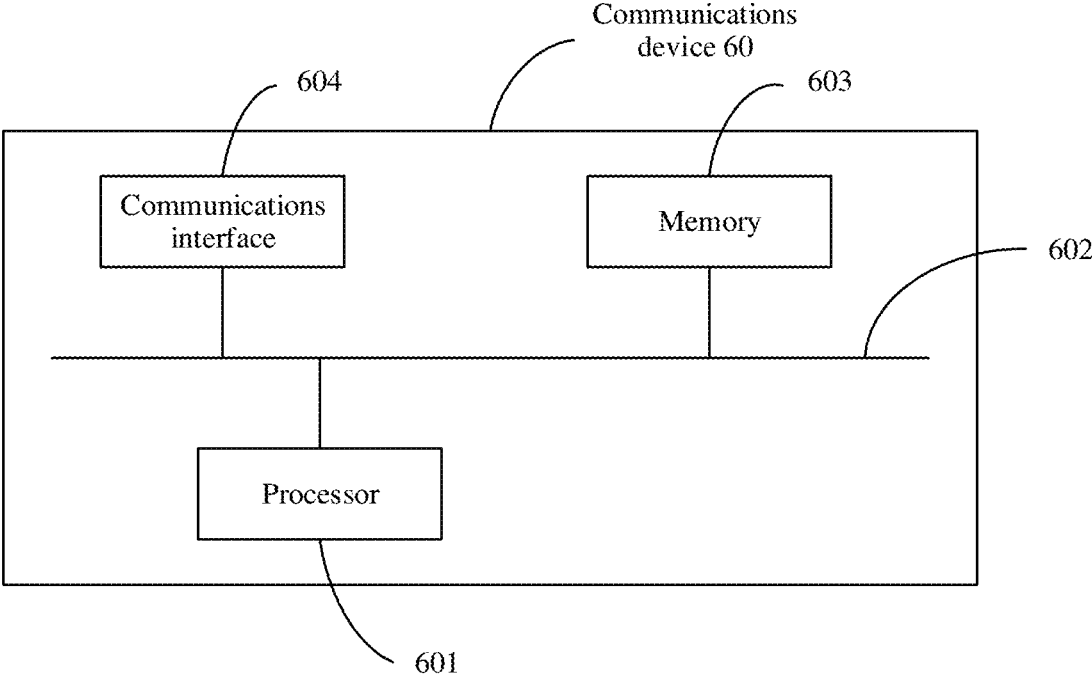 Communications
device 60
604
603
Communications
interface
Memory
602
Processor
601